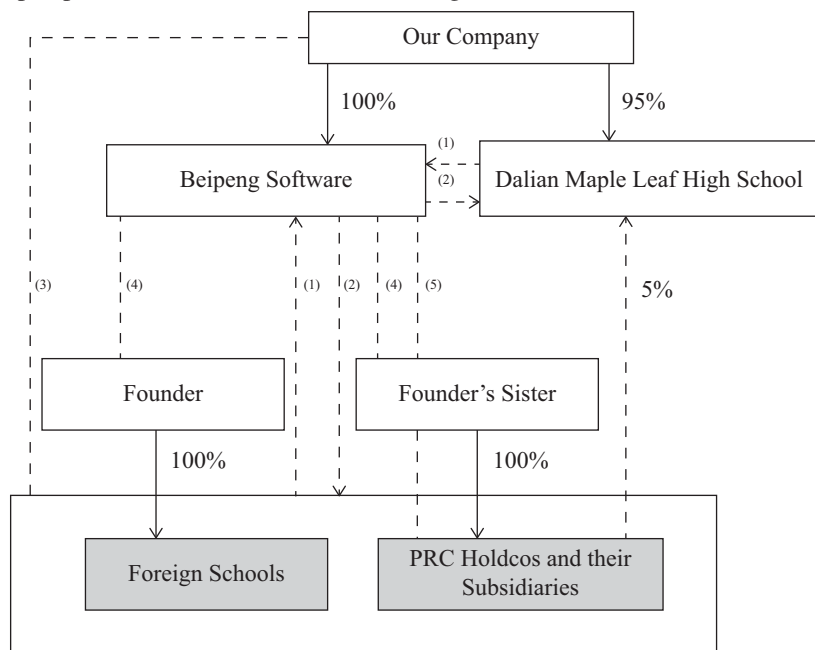 Our Company
100%
95%
(1)
Beipeng Software
Dalian Maple Leaf High School
(2)
(3)
(4)
(1)
(2)
(4)
(5)
5%
Founder
Founder’s Sister
100%
100%
Foreign Schools
PRC Holdcos and their
Subsidiaries